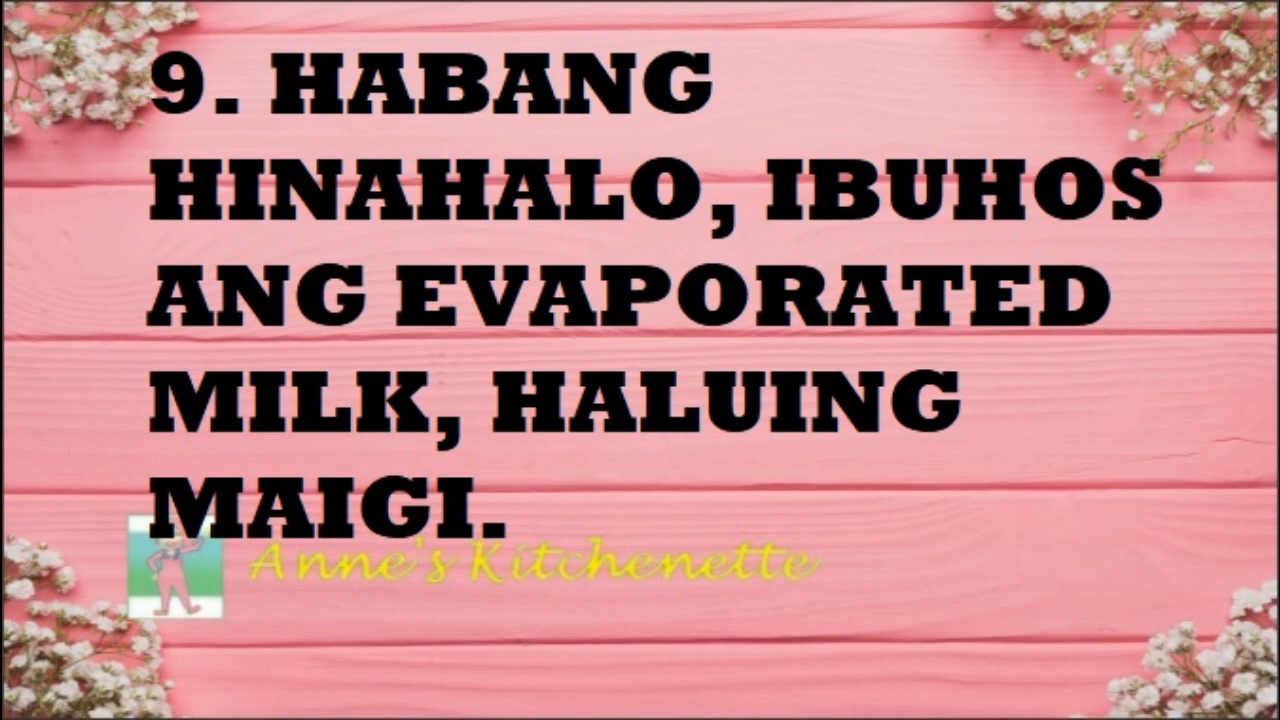 9. HABANG
HINAHALO, IBUHOS
ANG EVAPORATED
MILK, HALUING
MAIGI.
Anne's Kitchenette